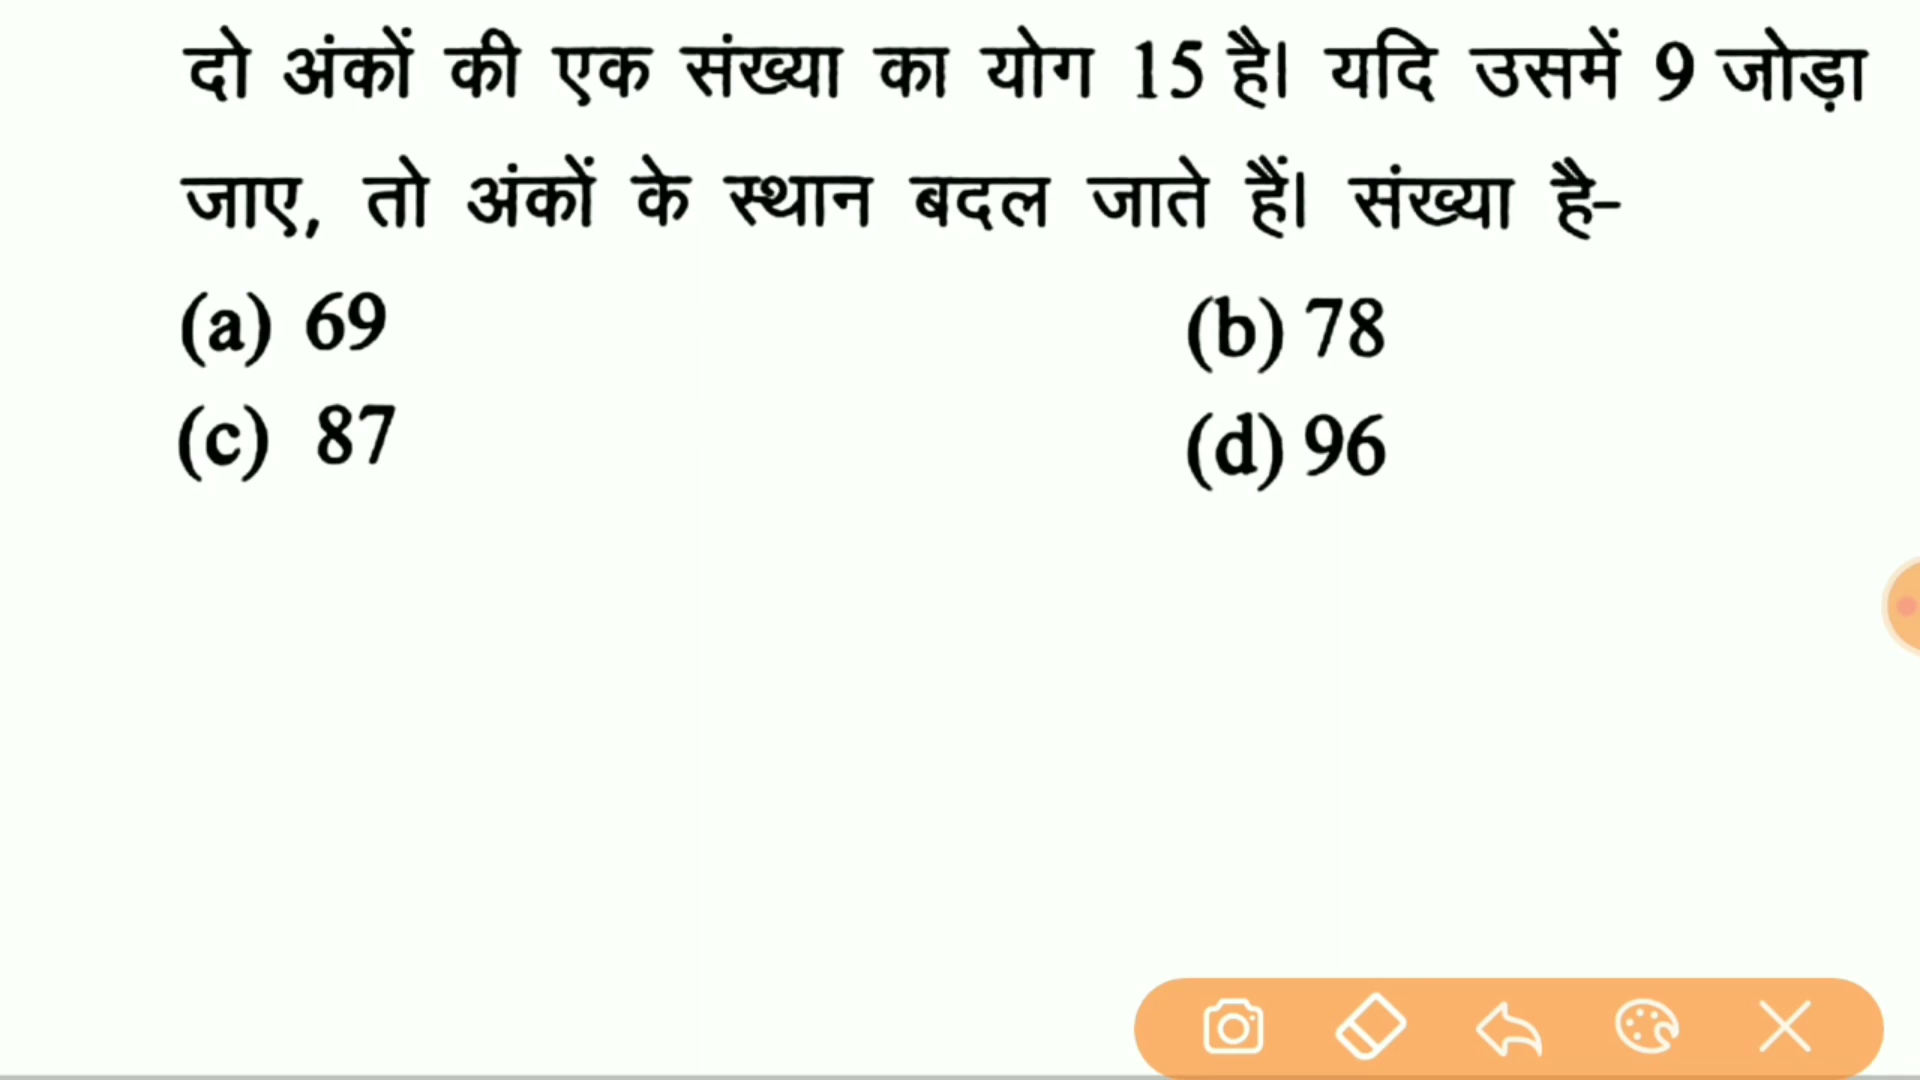 दो अंकों की एक संख्या का योग 15 है। यदि उसमें 9 जोड़ा
जाए, तो अंकों के स्थान बदल जाते हैं। संख्या है–
(a) 69 (b) 78
(c) 87 (d) 96